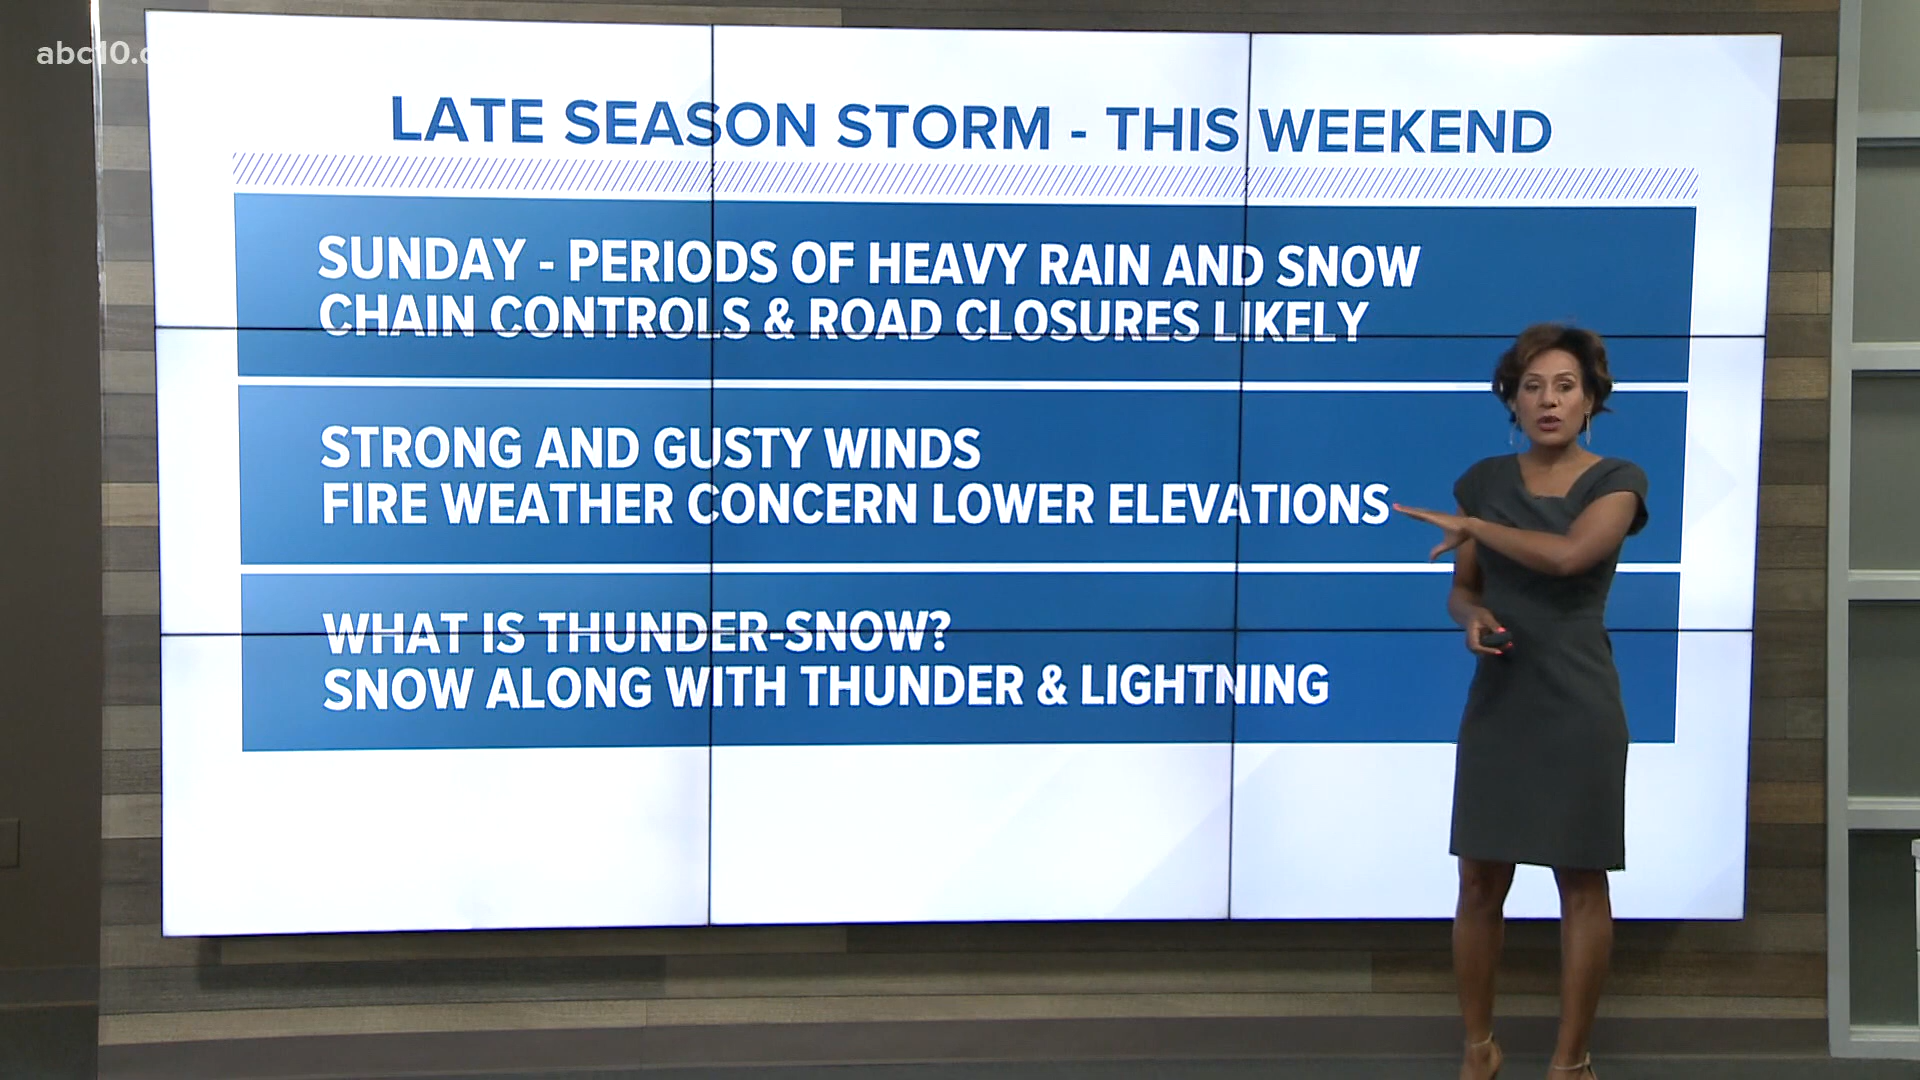 abc10.c
LATE SEASON STORM - THIS WEEKEND
SUNDAY - PERIODS OF HEAVY RAIN AND SNOW
CHAIN CONTROLS & ROAD CLOSURES LIKELY
STRONG AND GUSTY WINDS
FIRE WEATHER CONCERN LOWER ELEVATIONS
WHAT IS THUNDER-SNOW?
SNOW ALONG WITH THUNDER & LIGHTNING